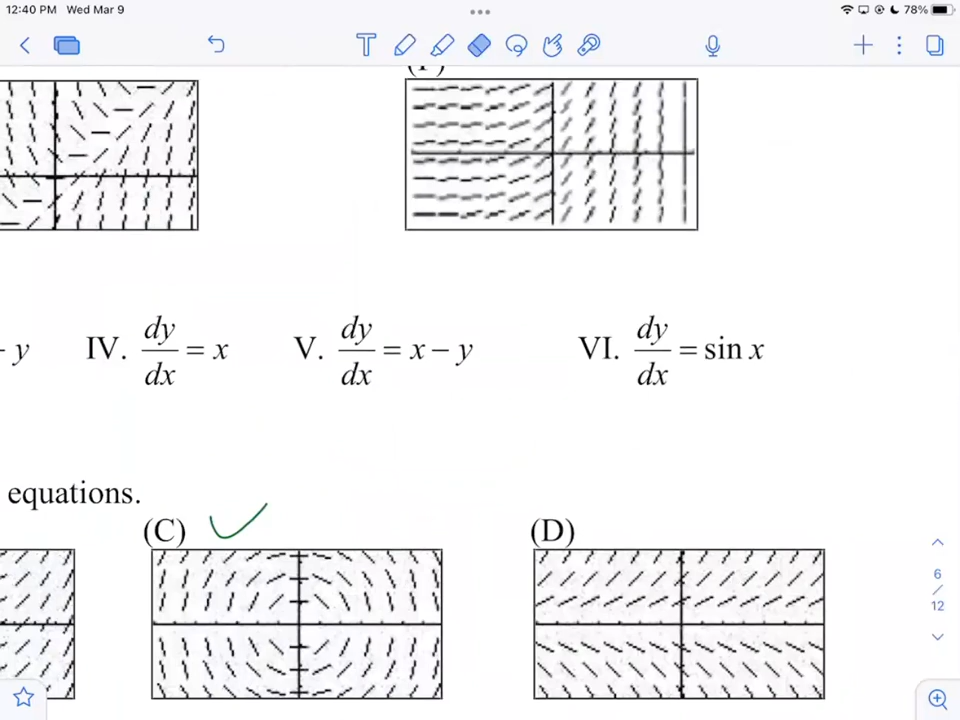 12:40 PM Wed Mar 9
78%
T
(F)
- y
IV. dy/dx = x
V. dy/dx = x − y
VI. dy/dx = sin x
equations.
(C)
(D)
6
/
12